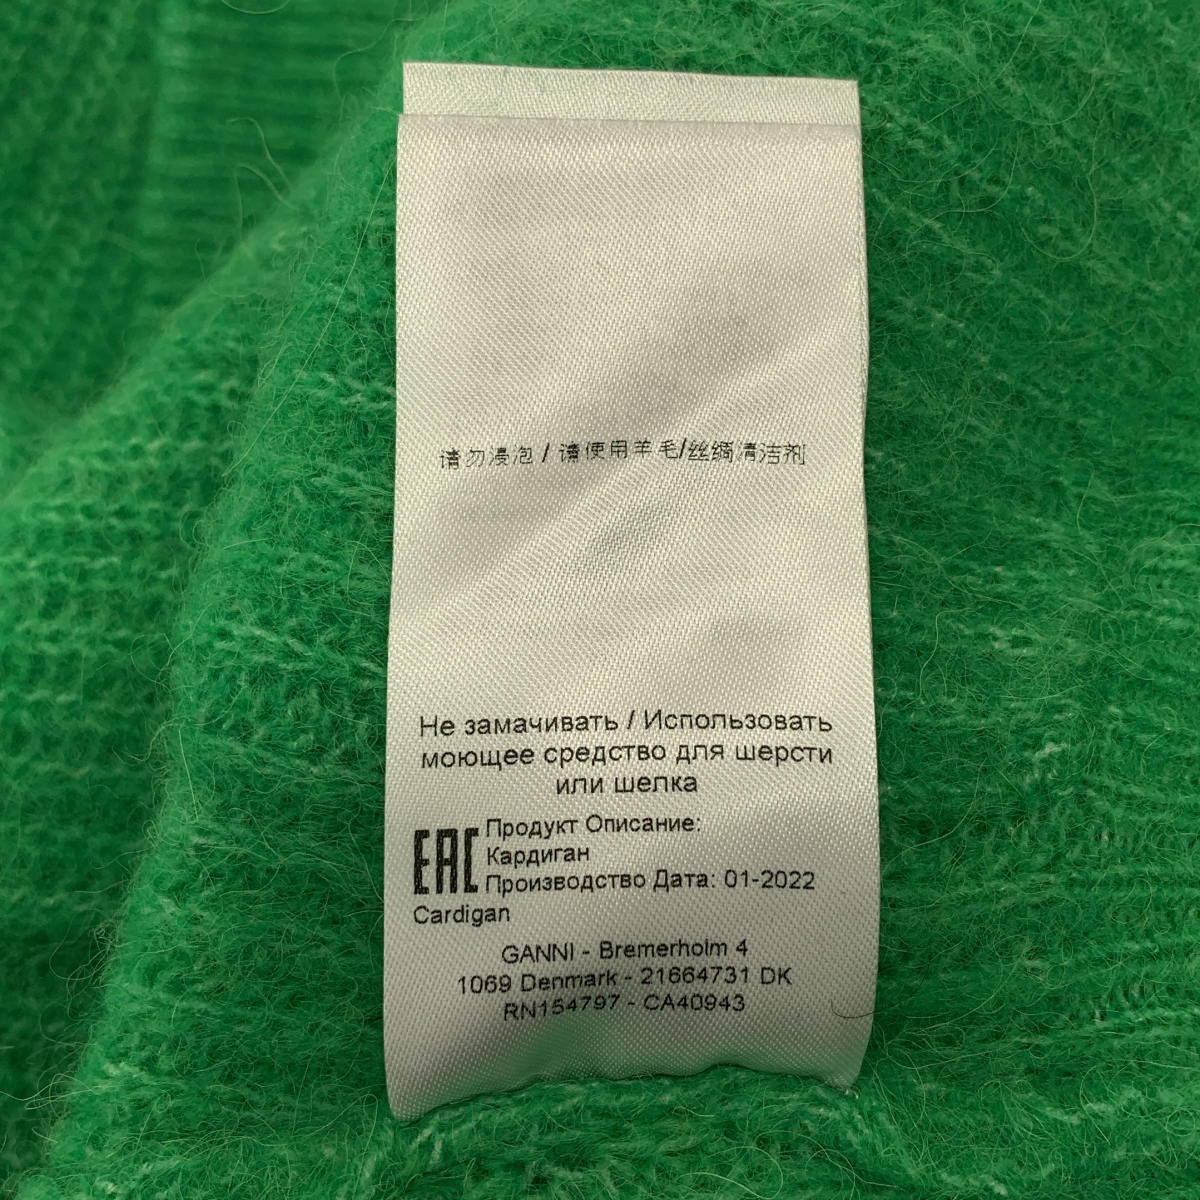 请勿浸泡 / 请使用羊毛/丝绸清洁剂
Не замачивать / Использовать
моющее средство для шерсти
или шелка
EAC
Продукт Описание:
Кардиган
Производство Дата: 01-2022
Cardigan
GANNI - Bremerholm 4
1069 Denmark - 21664731 DK
RN154797 - CA40943